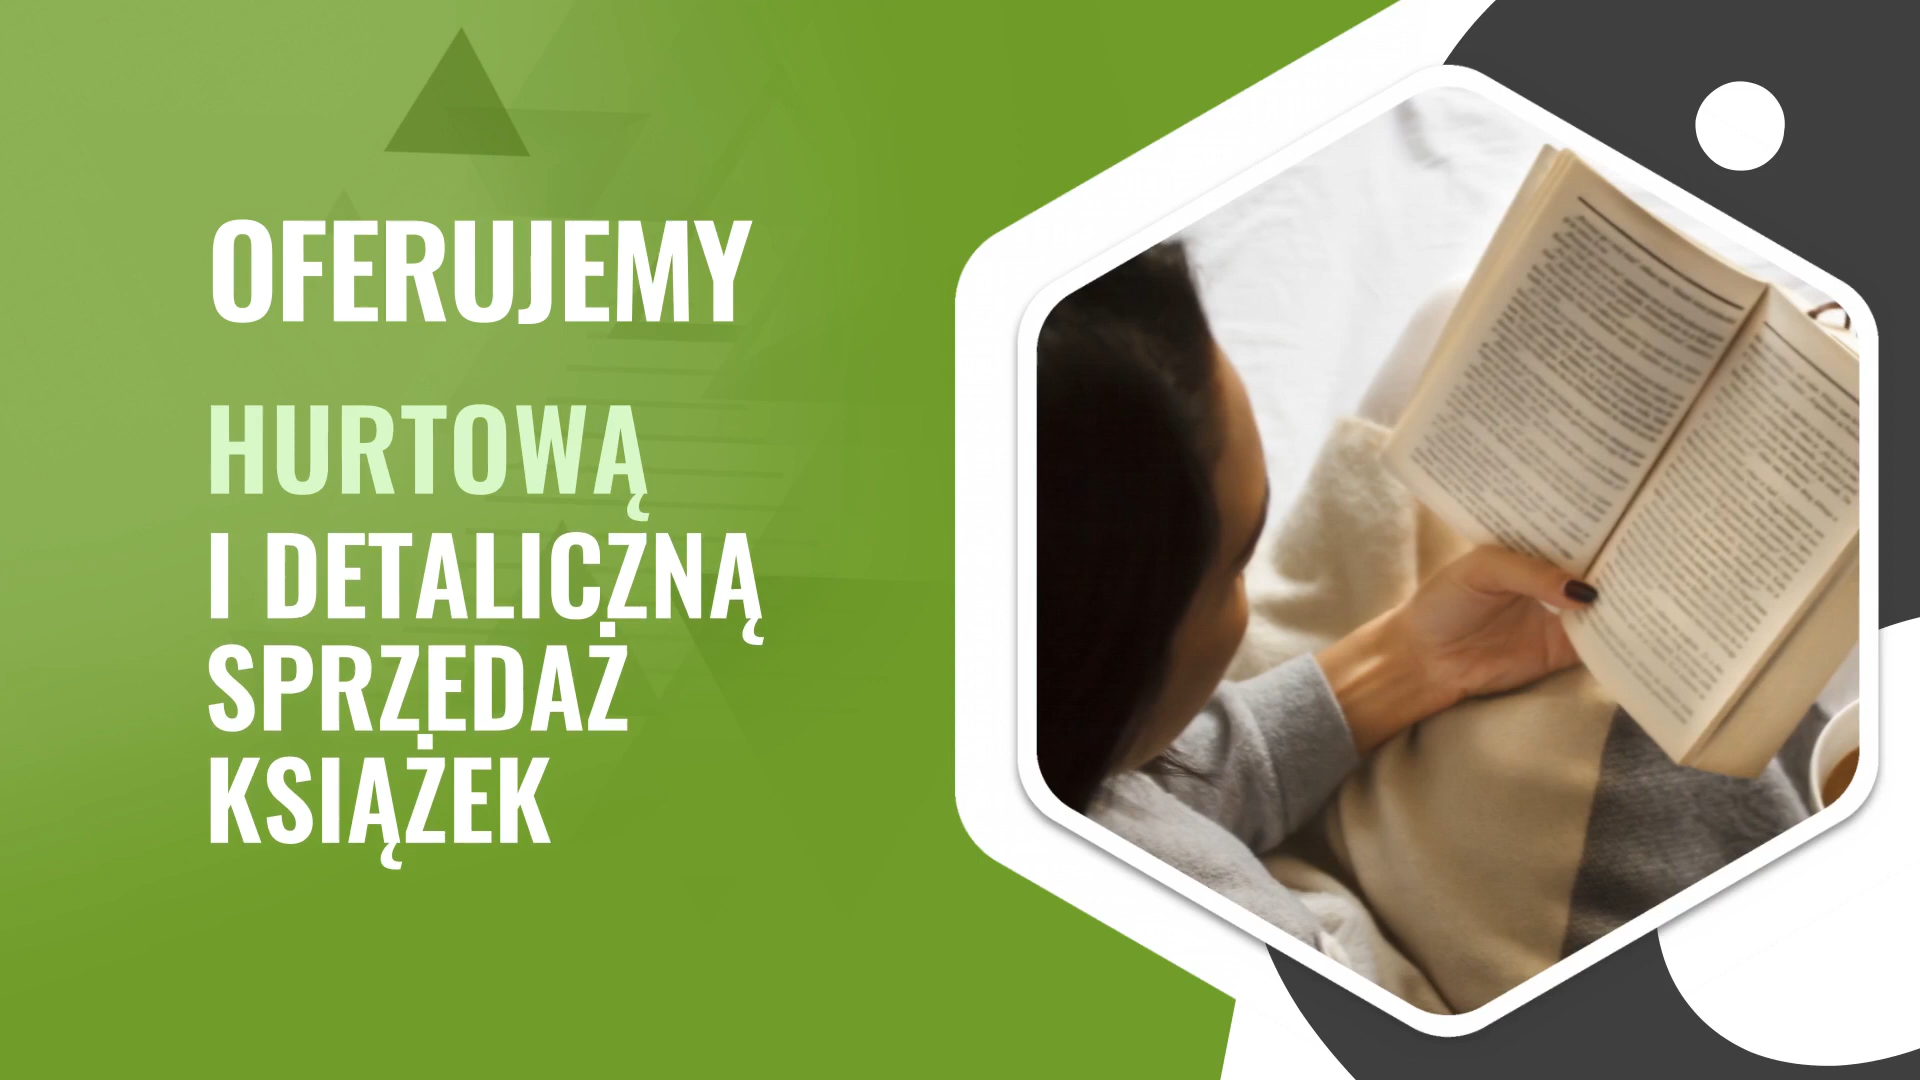 OFERUJEMY
HURTOWĄ
I DETALICZNĄ
SPRZEDAŻ
KSIĄŻEK